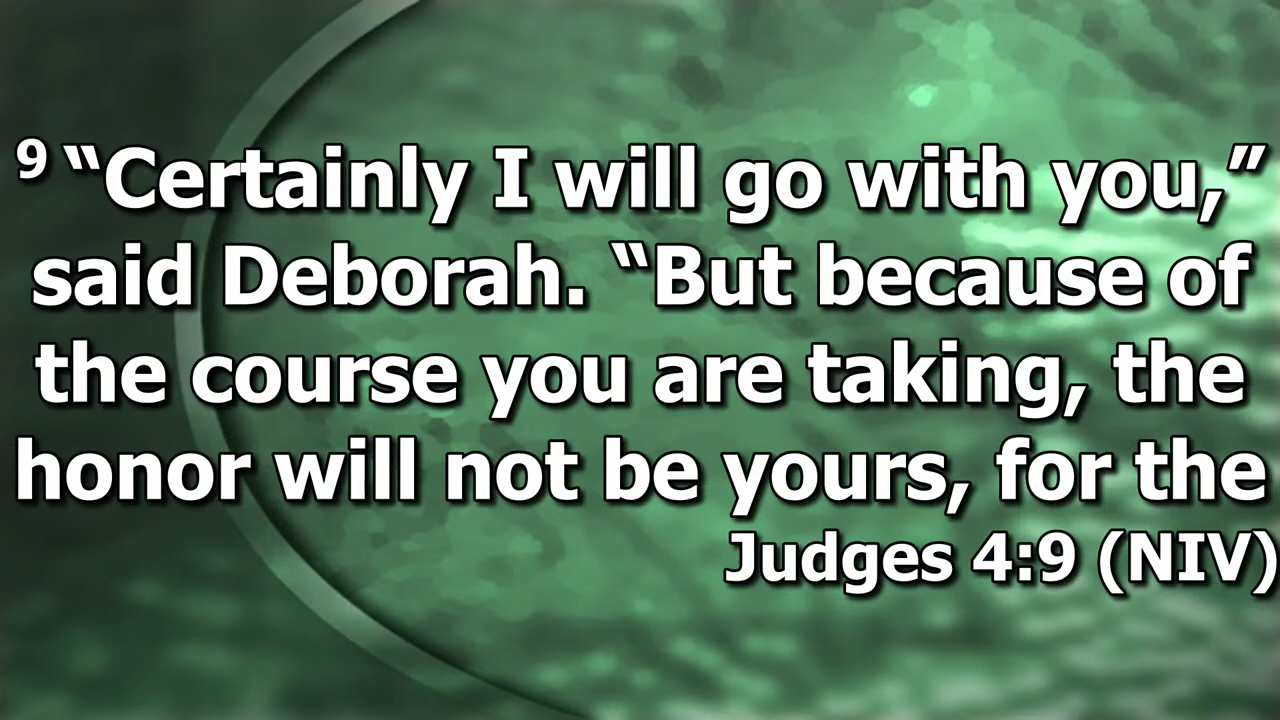 9 “Certainly I will go with you,”
said Deborah. “But because of
the course you are taking, the
honor will not be yours, for the
Judges 4:9 (NIV)